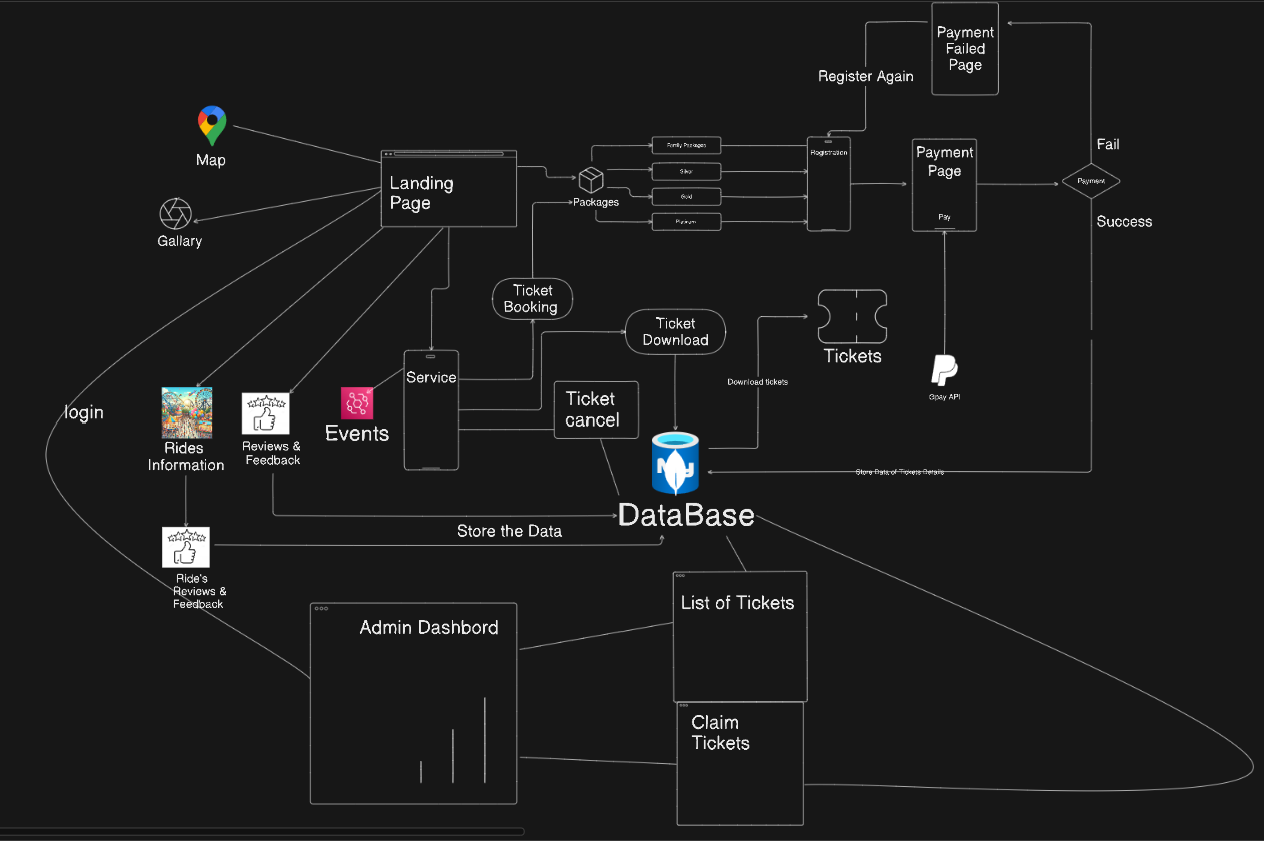 Payment
Failed
Page
Register Again
Map
Landing
Page
Gallary
Packages
Family Packages
Silver
Gold
Platinum
Registration
Payment
Page
Pay
Fail
Payment
Success
Ticket
Booking
Ticket
Download
Tickets
Download tickets
Gpay API
login
Rides
Information
Reviews &
Feedback
Events
Service
Ticket
cancel
My
DataBase
Store Data of Tickets Details
Store the Data
Ride's
Reviews &
Feedback
Admin Dashbord
List of Tickets
Claim
Tickets